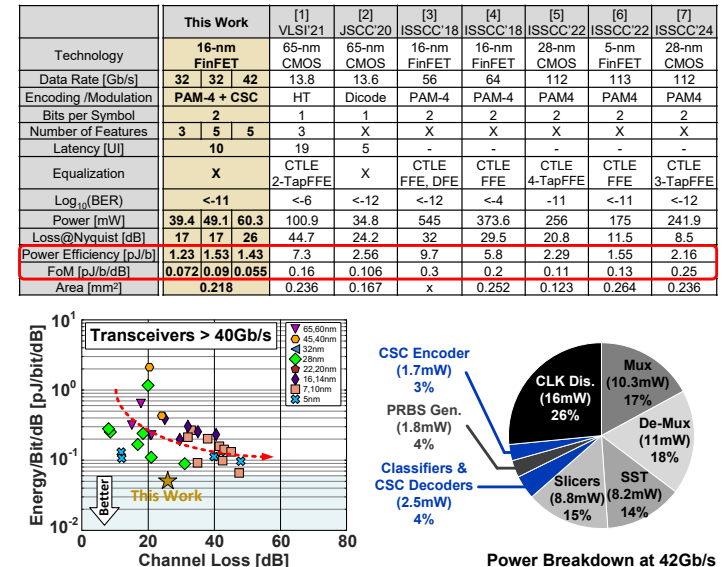 This Work [1] [2] [3] [4] [5] [6] [7]
VLSI'21 JSCC'20 ISSCC'18 ISSCC'18 ISSCC'22 ISSCC'22 ISSCC'24
Technology 16-nm FinFET 65-nm CMOS 65-nm CMOS 16-nm FinFET 16-nm FinFET 28-nm CMOS 5-nm FinFET 28-nm CMOS
Data Rate [Gb/s] 32 32 42 13.8 13.6 56 64 112 113 112
Encoding /Modulation PAM-4 + CSC HT Dicode PAM-4 PAM-4 PAM4 PAM4 PAM4
Bits per Symbol 2 1 1 2 2 2 2 2
Number of Features 3 5 5 3 X X X X X X
Latency [UI] 10 19 5 - - - - -
Equalization X CTLE 2-TapFFE X CTLE FFE, DFE CTLE FFE CTLE 4-TapFFE CTLE FFE CTLE 3-TapFFE
Log10(BER) <-11 <-6 <-12 <-12 <-4 -11 <-11 <-12
Power [mW] 39.4 49.1 60.3 100.9 34.8 545 373.6 256 175 241.9
Loss@Nyquist [dB] 17 17 26 44.7 24.2 32 29.5 20.8 11.5 8.5
Power Efficiency [pJ/b] 1.23 1.53 1.43 7.3 2.56 9.7 5.8 2.29 1.55 2.16
FoM [pJ/b/dB] 0.072 0.09 0.055 0.16 0.106 0.3 0.2 0.11 0.13 0.25
Area [mm²] 0.218 0.236 0.167 x 0.252 0.123 0.264 0.236
Energy/Bit/dB [pJ/bit/dB]
10¹
10⁰
10⁻¹
10⁻²
Transceivers > 40Gb/s
65,60nm
45,40nm
32nm
28nm
22,20nm
16,14nm
7,10nm
5nm
This Work
Better
0 20 40 60 80
Channel Loss [dB]
CSC Encoder
(1.7mW)
3%
PRBS Gen.
(1.8mW)
4%
Classifiers &
CSC Decoders
(2.5mW)
4%
CLK Dis.
(16mW)
26%
Mux
(10.3mW)
17%
De-Mux
(11mW)
18%
SST
(8.2mW)
14%
Slicers
(8.8mW)
15%
Power Breakdown at 42Gb/s